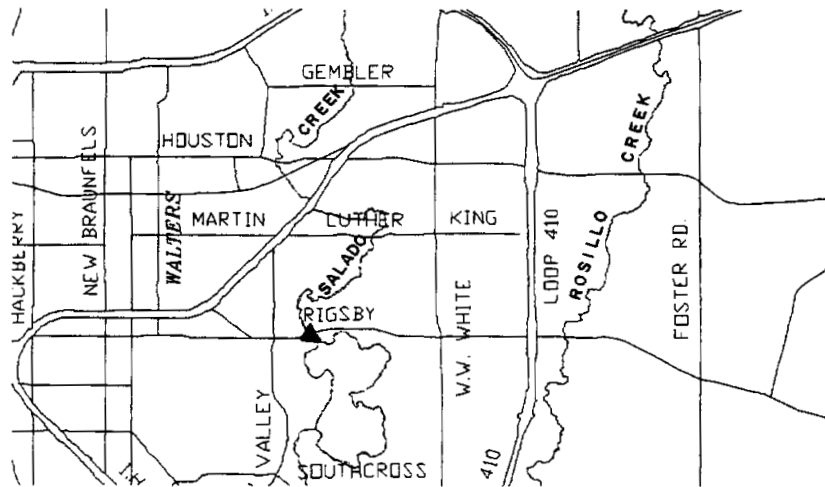 GEMBLER
CREEK
HOUSTON
CREEK
HACKBERRY
NEW BRAUNFELS
WALTERS
MARTIN LUTHER KING
SALADO
LOOP 410
ROSILLO
FOSTER RD.
RIGSBY
W.W. WHITE
VALLEY
SOUTHCROSS
410